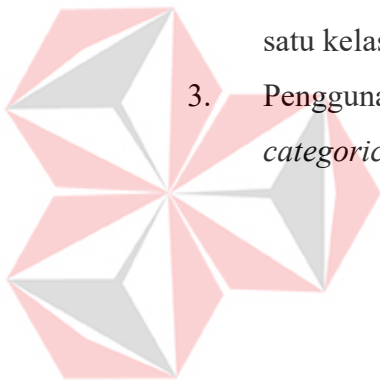 satu kelas
3. Pengguna
categoric